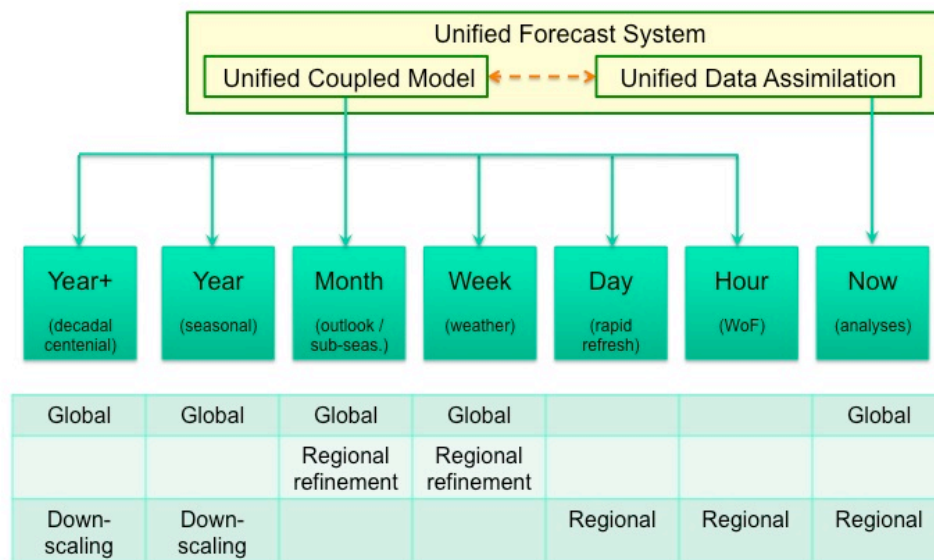 Unified Forecast System
Unified Coupled Model
Unified Data Assimilation
Year+
(decadal
centenial)
Year
(seasonal)
Month
(outlook /
sub-seas.)
Week
(weather)
Day
(rapid
refresh)
Hour
(WoF)
Now
(analyses)
Global
Global
Global
Global
Global
Regional
refinement
Regional
refinement
Down-
scaling
Down-
scaling
Regional
Regional
Regional